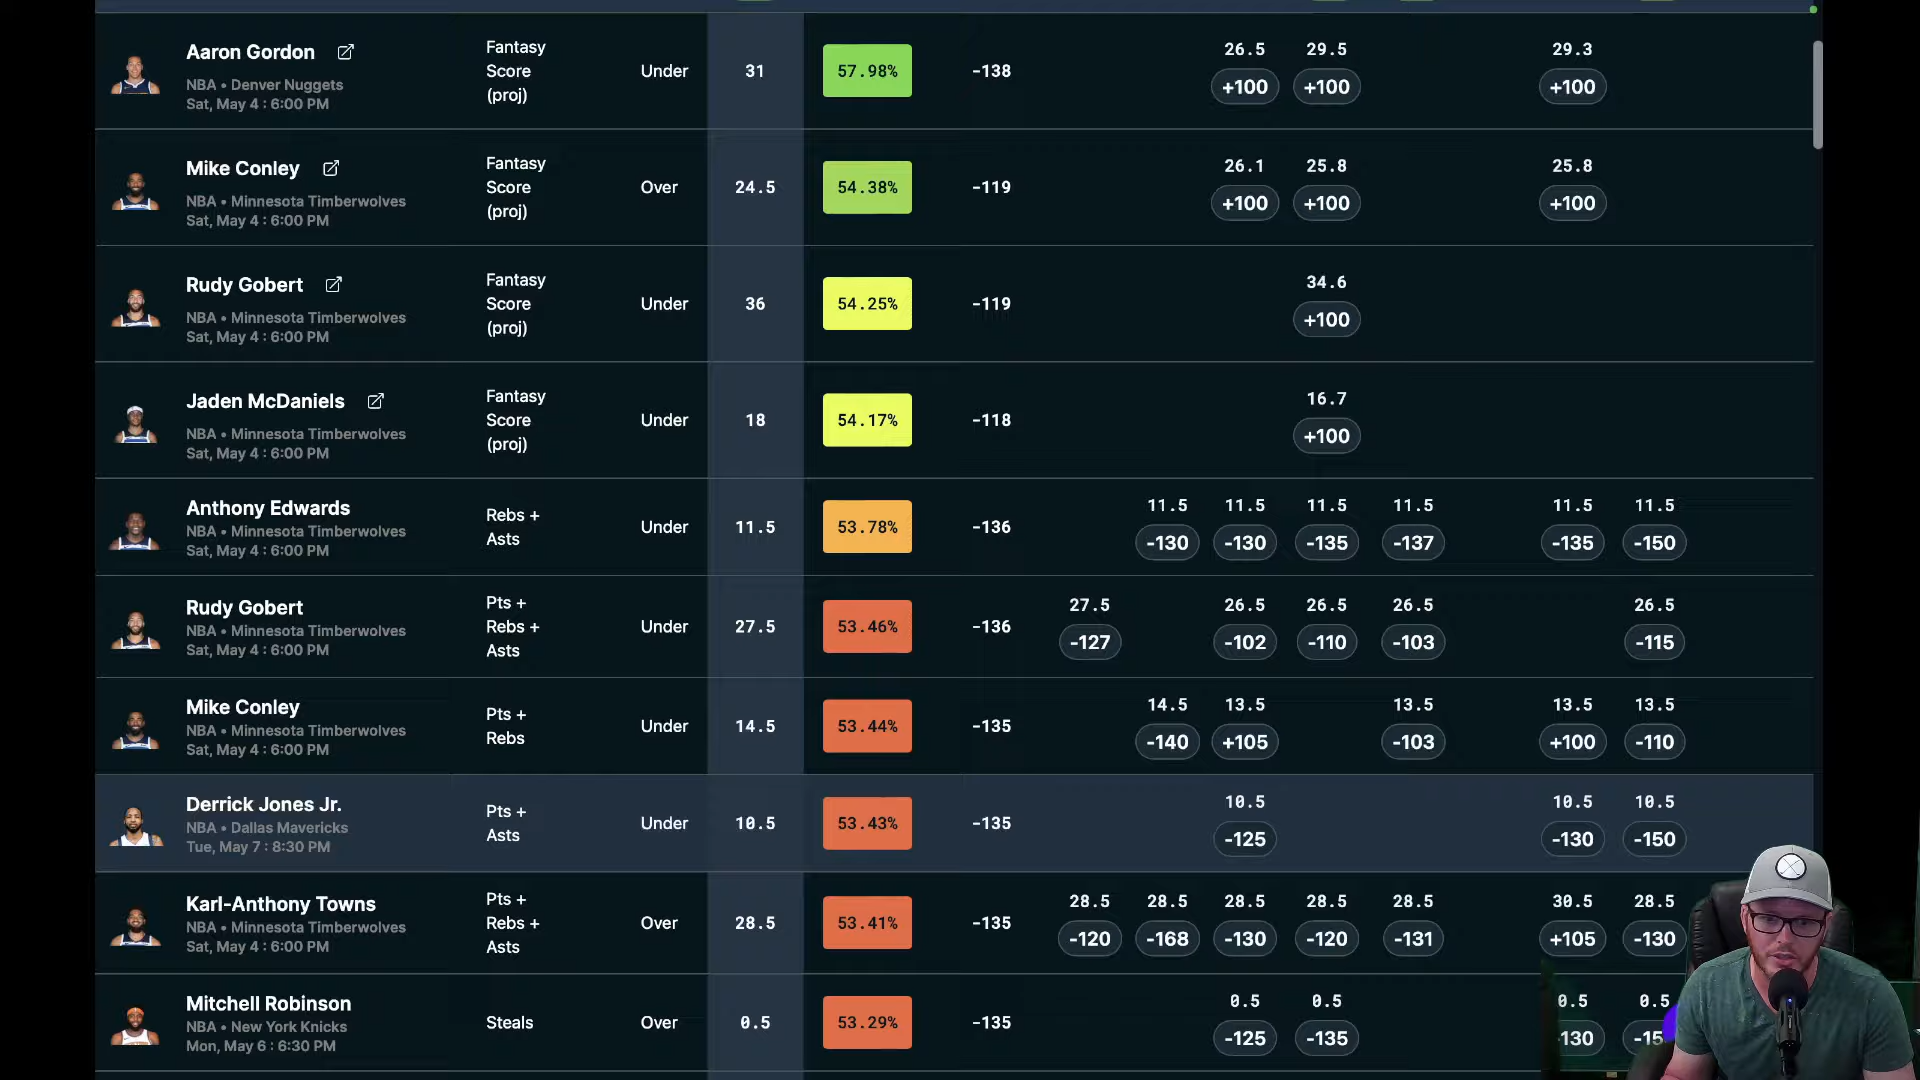 Aaron Gordon
NBA • Denver Nuggets
Sat, May 4 : 6:00 PM
Fantasy
Score
(proj)
Under
31
57.98%
-138
26.5 29.5 29.3
+100 +100 +100
Mike Conley
NBA • Minnesota Timberwolves
Sat, May 4 : 6:00 PM
Fantasy
Score
(proj)
Over
24.5
54.38%
-119
26.1 25.8 25.8
+100 +100 +100
Rudy Gobert
NBA • Minnesota Timberwolves
Sat, May 4 : 6:00 PM
Fantasy
Score
(proj)
Under
36
54.25%
-119
34.6
+100
Jaden McDaniels
NBA • Minnesota Timberwolves
Sat, May 4 : 6:00 PM
Fantasy
Score
(proj)
Under
18
54.17%
-118
16.7
+100
Anthony Edwards
NBA • Minnesota Timberwolves
Sat, May 4 : 6:00 PM
Rebs +
Asts
Under
11.5
53.78%
-136
11.5 11.5 11.5 11.5 11.5 11.5
-130 -130 -135 -137 -135 -150
Rudy Gobert
NBA • Minnesota Timberwolves
Sat, May 4 : 6:00 PM
Pts +
Rebs +
Asts
Under
27.5
53.46%
-136
27.5 26.5 26.5 26.5 26.5
-127 -102 -110 -103 -115
Mike Conley
NBA • Minnesota Timberwolves
Sat, May 4 : 6:00 PM
Pts +
Rebs
Under
14.5
53.44%
-135
14.5 13.5 13.5 13.5 13.5
-140 +105 -103 +100 -110
Derrick Jones Jr.
NBA • Dallas Mavericks
Tue, May 7 : 8:30 PM
Pts +
Asts
Under
10.5
53.43%
-135
10.5 10.5 10.5
-125 -130 -150
Karl-Anthony Towns
NBA • Minnesota Timberwolves
Sat, May 4 : 6:00 PM
Pts +
Rebs +
Asts
Over
28.5
53.41%
-135
28.5 28.5 28.5 28.5 28.5 30.5 28.5
-120 -168 -130 -120 -131 +105 -130
Mitchell Robinson
NBA • New York Knicks
Mon, May 6 : 6:30 PM
Steals
Over
0.5
53.29%
-135
0.5 0.5 0.5 0.5
-125 -135 -130